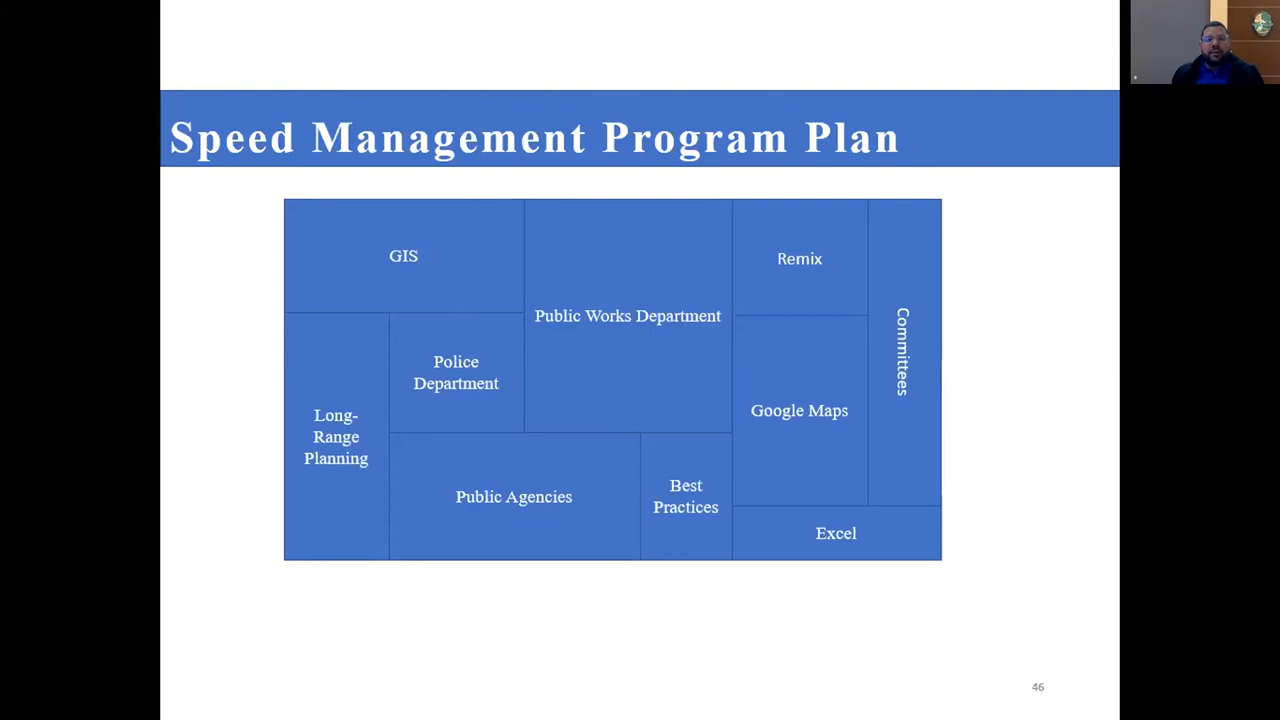 Speed Management Program Plan
GIS
Public Works Department
Remix
Committees
Police
Department
Long-
Range
Planning
Google Maps
Public Agencies
Best
Practices
Excel
46